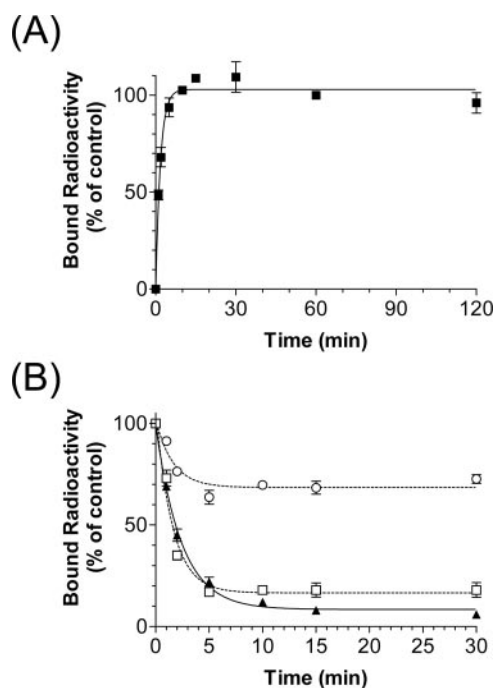 (A)
Bound Radioactivity
(% of control)
100
50
0
0 30 60 90 120
Time (min)
(B)
Bound Radioactivity
(% of control)
100
50
0
0 5 10 15 20 25 30
Time (min)